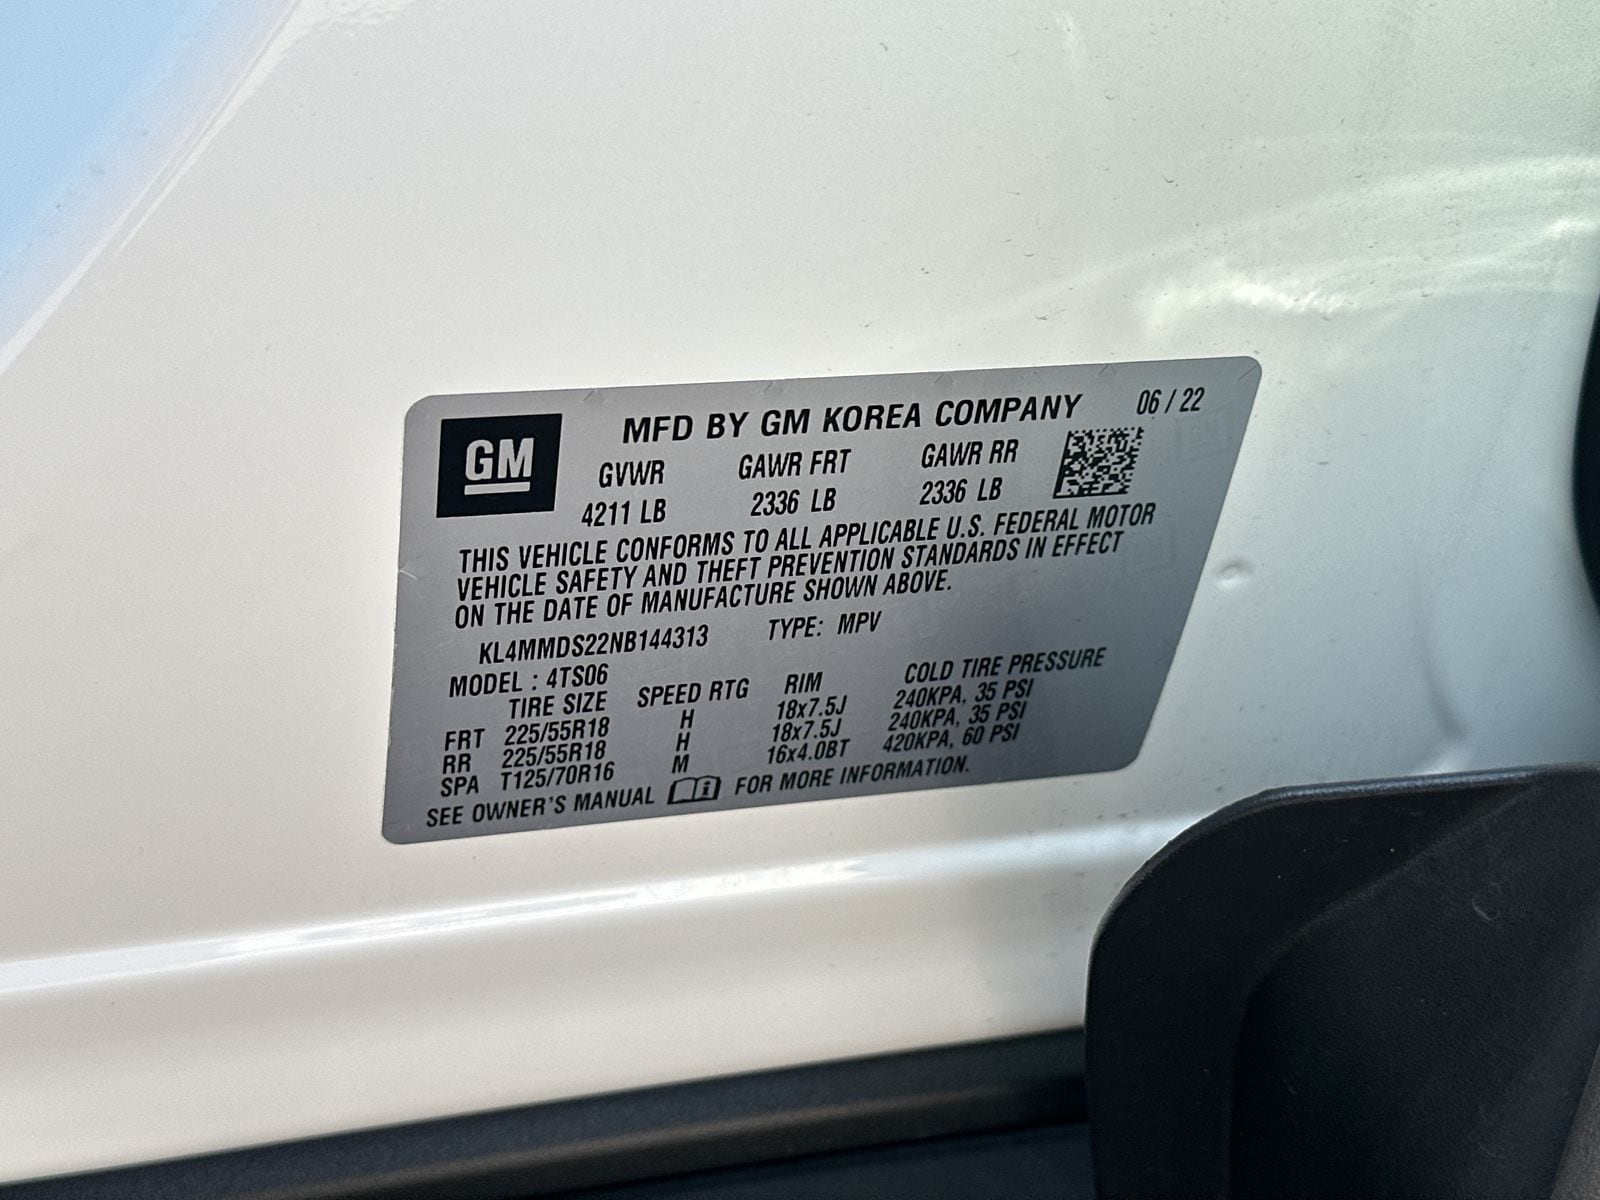 GM
MFD BY GM KOREA COMPANY 06 / 22
GVWR GAWR FRT GAWR RR
4211 LB 2336 LB 2336 LB
THIS VEHICLE CONFORMS TO ALL APPLICABLE U.S. FEDERAL MOTOR
VEHICLE SAFETY AND THEFT PREVENTION STANDARDS IN EFFECT
ON THE DATE OF MANUFACTURE SHOWN ABOVE.
KL4MMDS22NB144313 TYPE: MPV
MODEL : 4TS06
TIRE SIZE SPEED RTG RIM COLD TIRE PRESSURE
FRT 225/55R18 H 18x7.5J 240KPA, 35 PSI
RR 225/55R18 H 18x7.5J 240KPA, 35 PSI
SPA T125/70R16 M 16x4.0BT 420KPA, 60 PSI
SEE OWNER'S MANUAL FOR MORE INFORMATION.